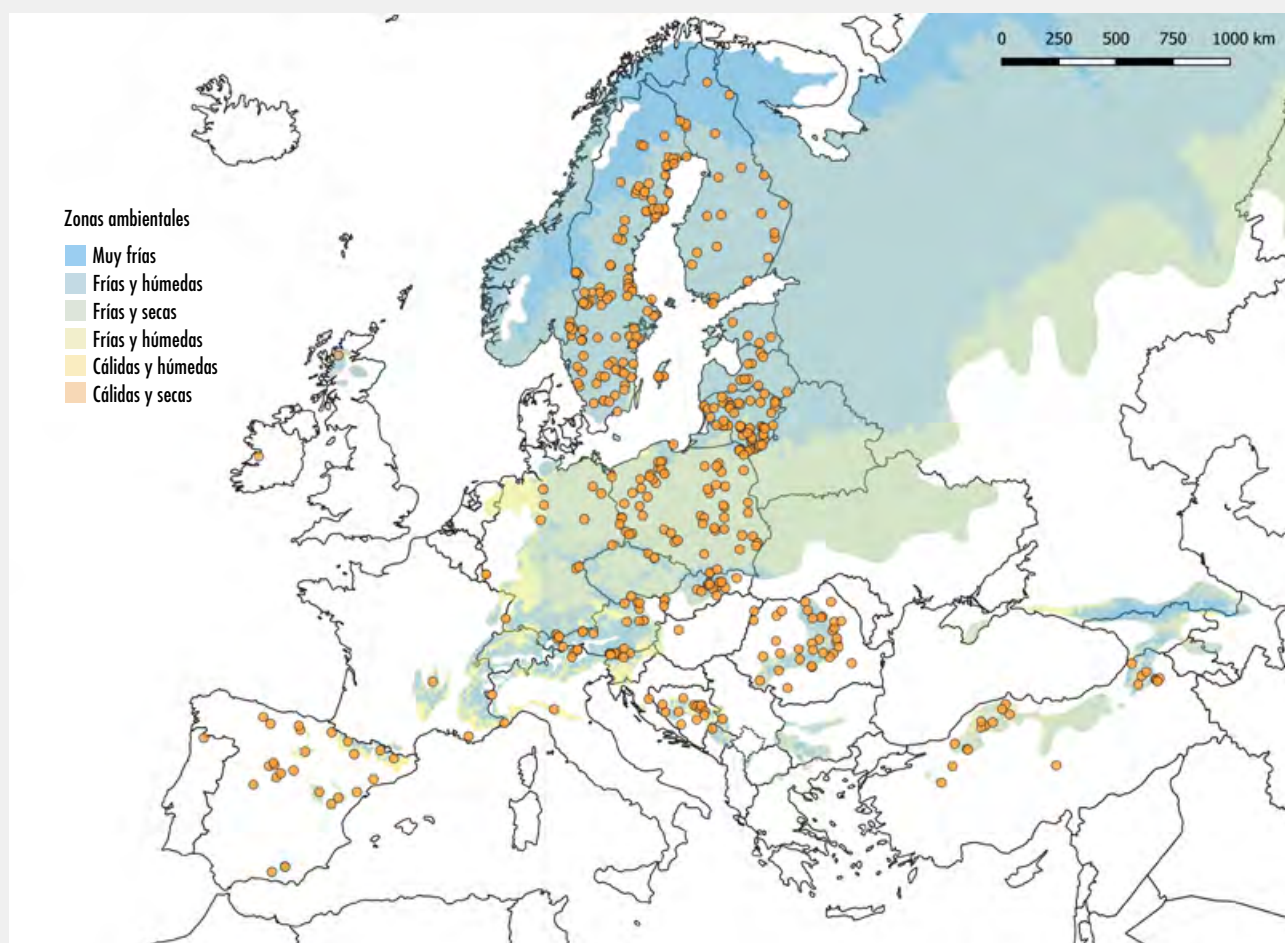 0 250 500 750 1000 km
Zonas ambientales
Muy frías
Frías y húmedas
Frías y secas
Frías y húmedas
Cálidas y húmedas
Cálidas y secas